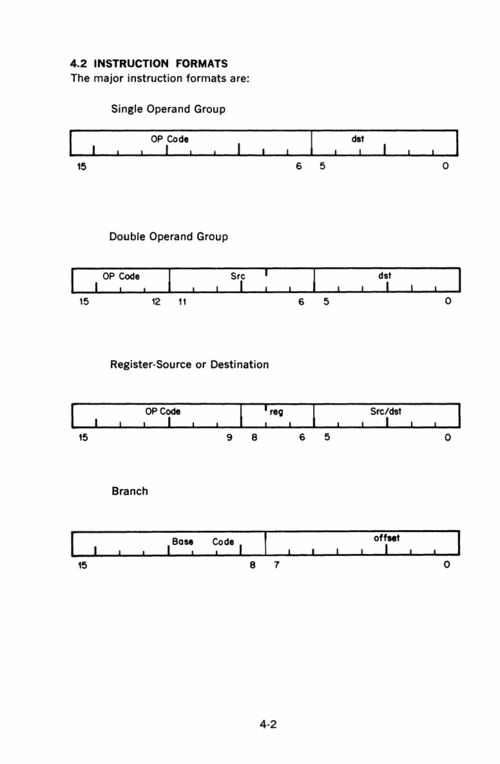 4.2 INSTRUCTION FORMATS
The major instruction formats are:
Single Operand Group
OP Code dst
15 6 5 0
Double Operand Group
OP Code Src dst
15 12 11 6 5 0
Register-Source or Destination
OP Code reg Src/dst
15 9 8 6 5 0
Branch
Base Code offset
15 8 7 0
4-2